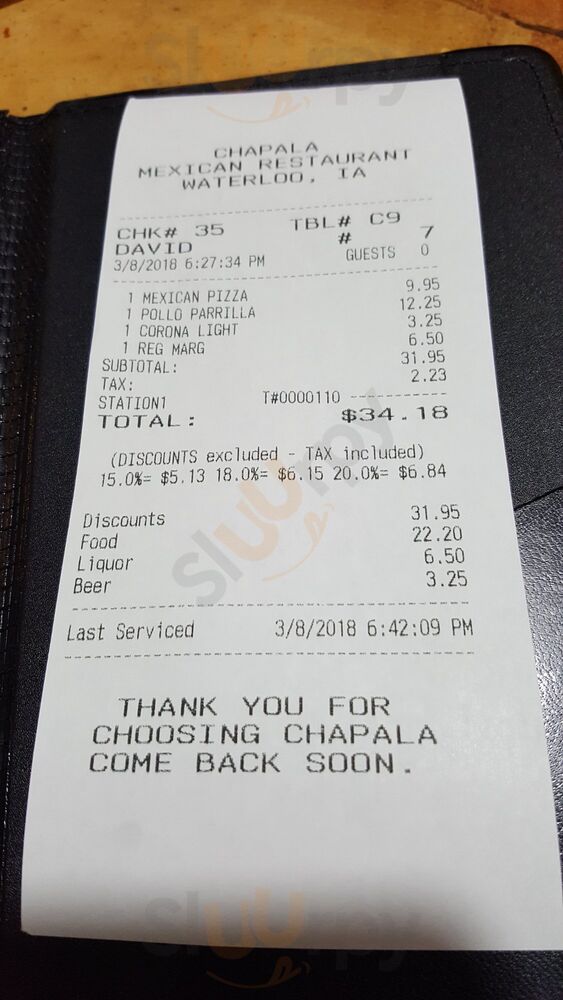 CHAPALA
MEXICAN RESTAURANT
WATERLOO, IA
CHK# 35 TBL# C9
DAVID # 7
3/8/2018 6:27:34 PM GUESTS 0
1 MEXICAN PIZZA 9.95
1 POLLO PARRILLA 12.25
1 CORONA LIGHT 3.25
1 REG MARG 6.50
SUBTOTAL: 31.95
TAX: 2.23
STATION1 T#0000110 -----------
TOTAL: $34.18
(DISCOUNTS excluded - TAX included)
15.0%= $5.13 18.0%= $6.15 20.0%= $6.84
Discounts 31.95
Food 22.20
Liquor 6.50
Beer 3.25
Last Serviced 3/8/2018 6:42:09 PM
THANK YOU FOR
CHOOSING CHAPALA
COME BACK SOON.
sluurpy
sluurpy
sluurpy